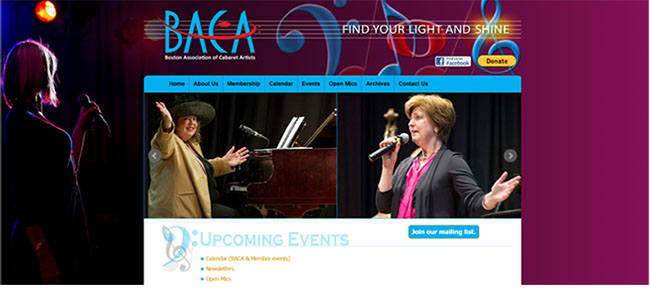 BACA
Boston Association of Cabaret Artists
FIND YOUR LIGHT AND SHINE
Find us on Facebook
Donate
Home About Us Membership Calendar Events Open Mics Archives Contact Us
Join our mailing list.
UPCOMING EVENTS
Calendar (BACA & Member events)
Newsletters
Open Mics